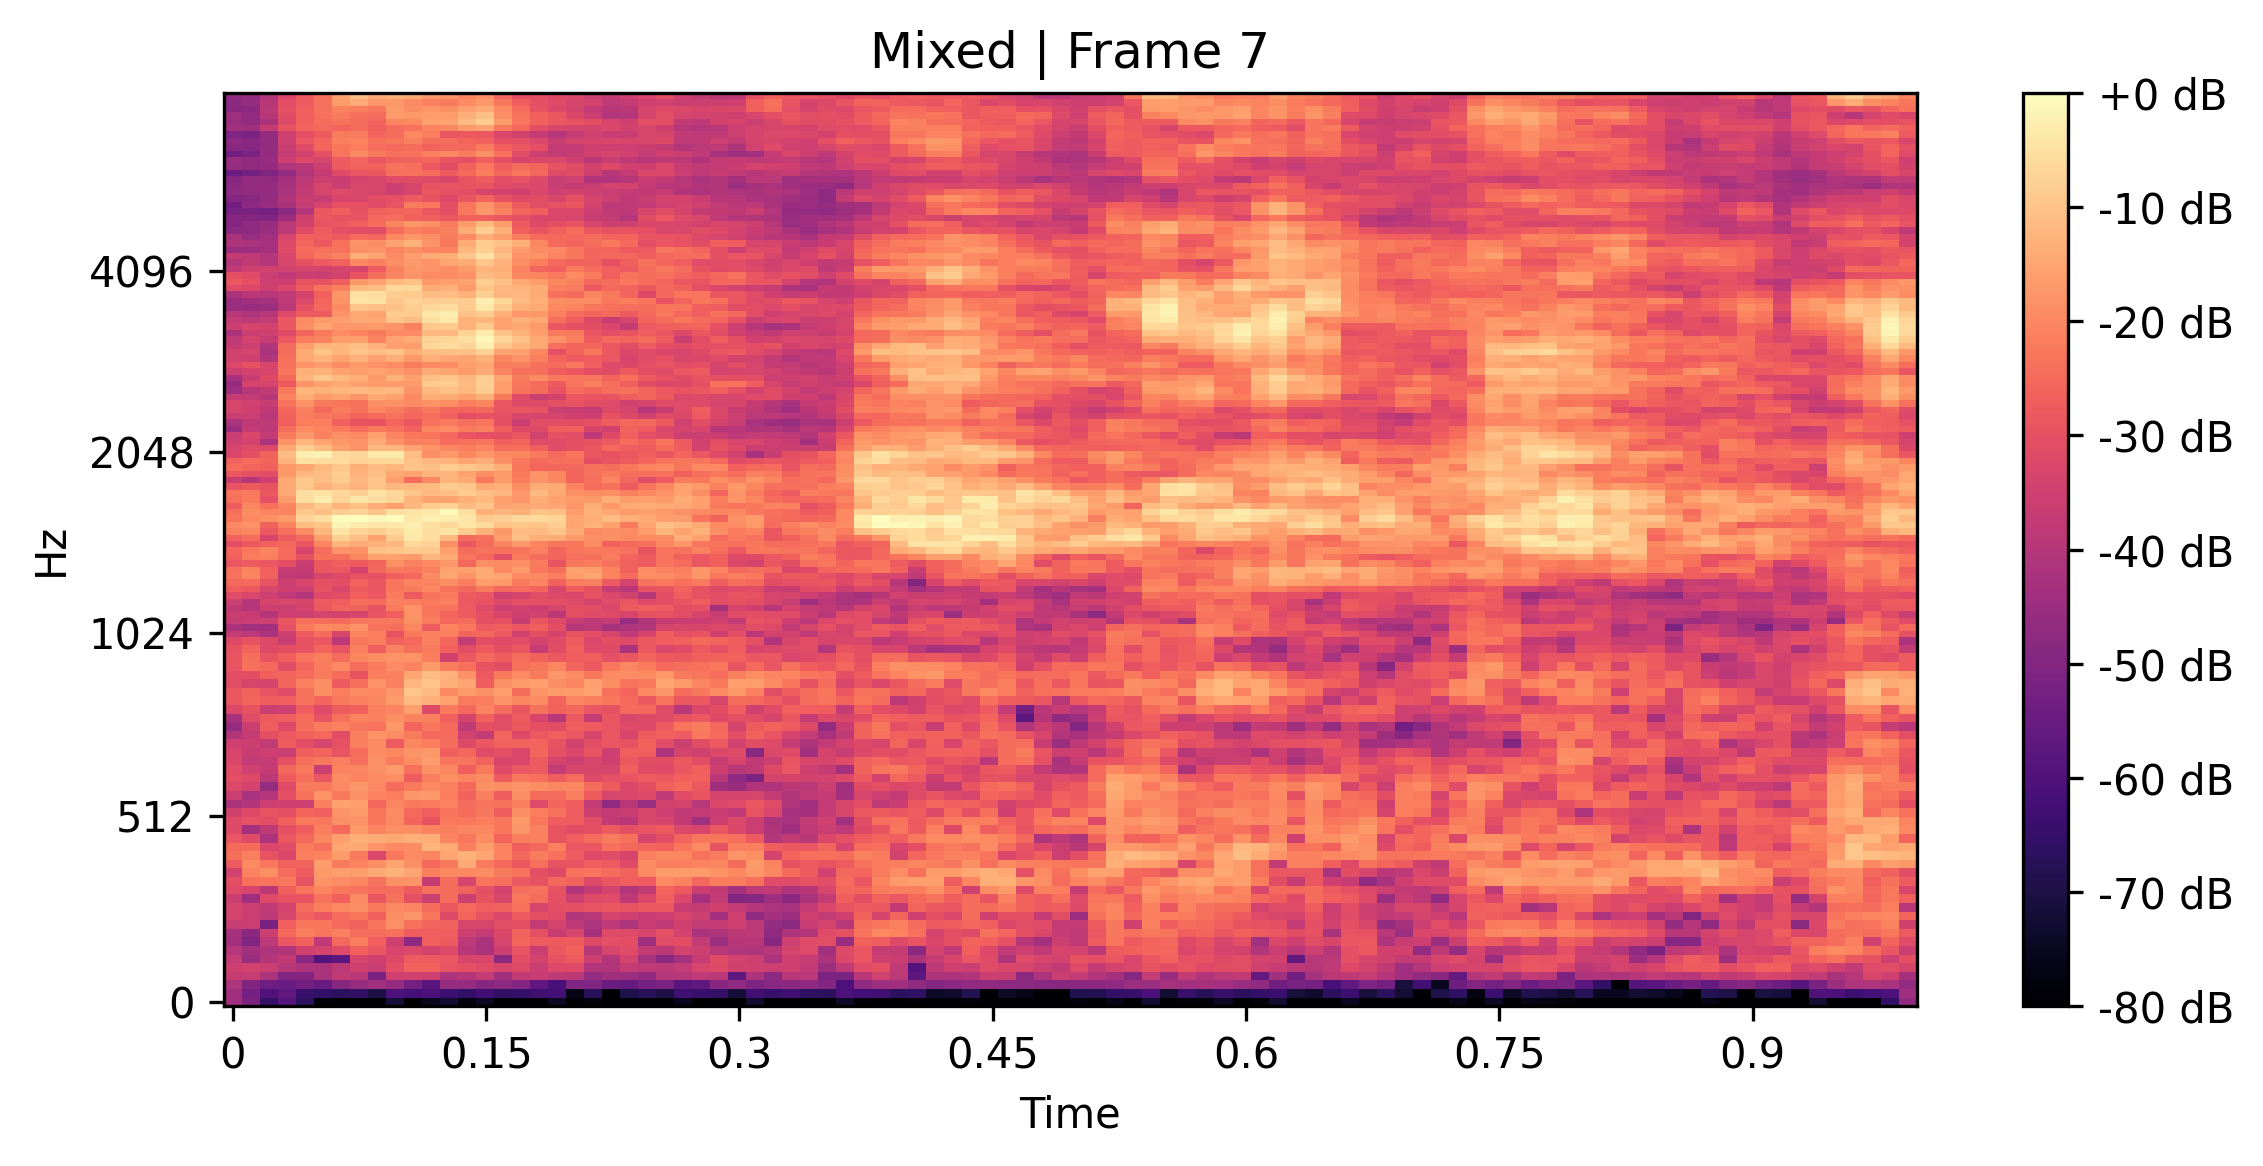 Mixed | Frame 7
+0 dB
-10 dB
4096
-20 dB
-30 dB
2048
-40 dB
Hz
1024
-50 dB
-60 dB
512
-70 dB
0
-80 dB
0 0.15 0.3 0.45 0.6 0.75 0.9
Time